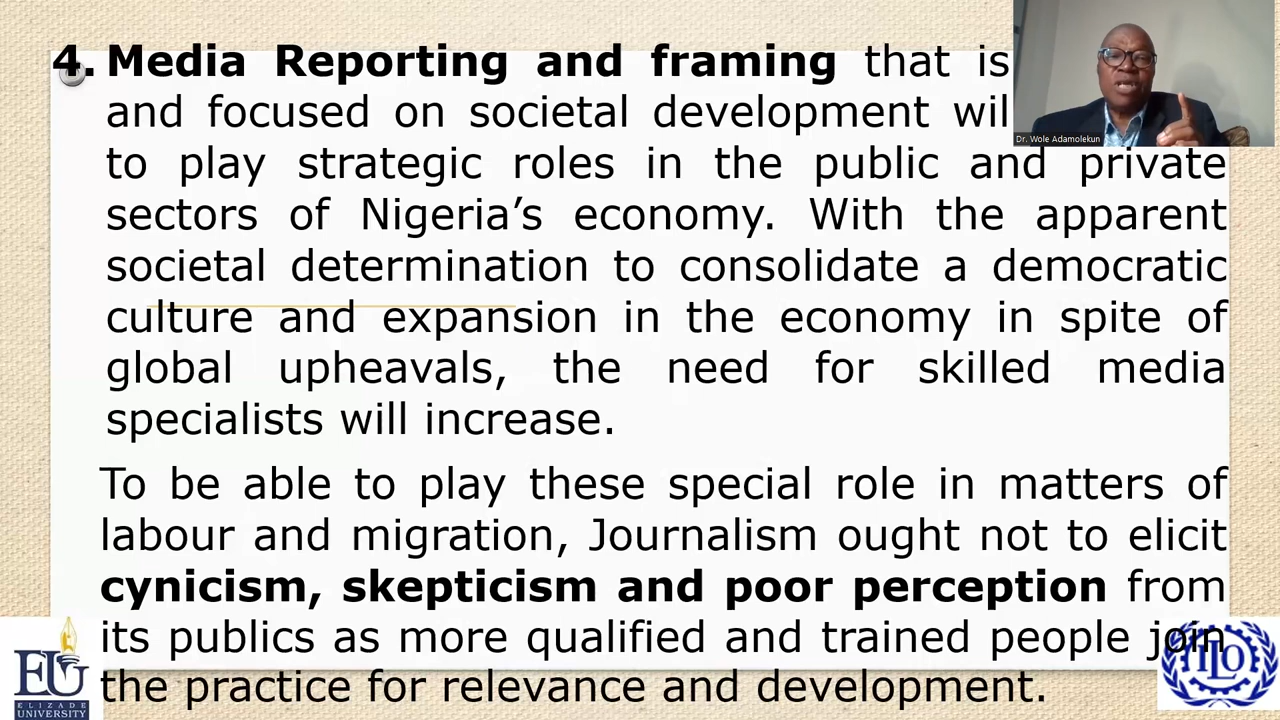 4. Media Reporting and framing that is
and focused on societal development wil
to play strategic roles in the public and private
sectors of Nigeria’s economy. With the apparent
societal determination to consolidate a democratic
culture and expansion in the economy in spite of
global upheavals, the need for skilled media
specialists will increase.
To be able to play these special role in matters of
labour and migration, Journalism ought not to elicit
cynicism, skepticism and poor perception from
its publics as more qualified and trained people join
the practice for relevance and development.
Dr. Wole Adamolekun
EU
ELIZADE
UNIVERSITY
ILO